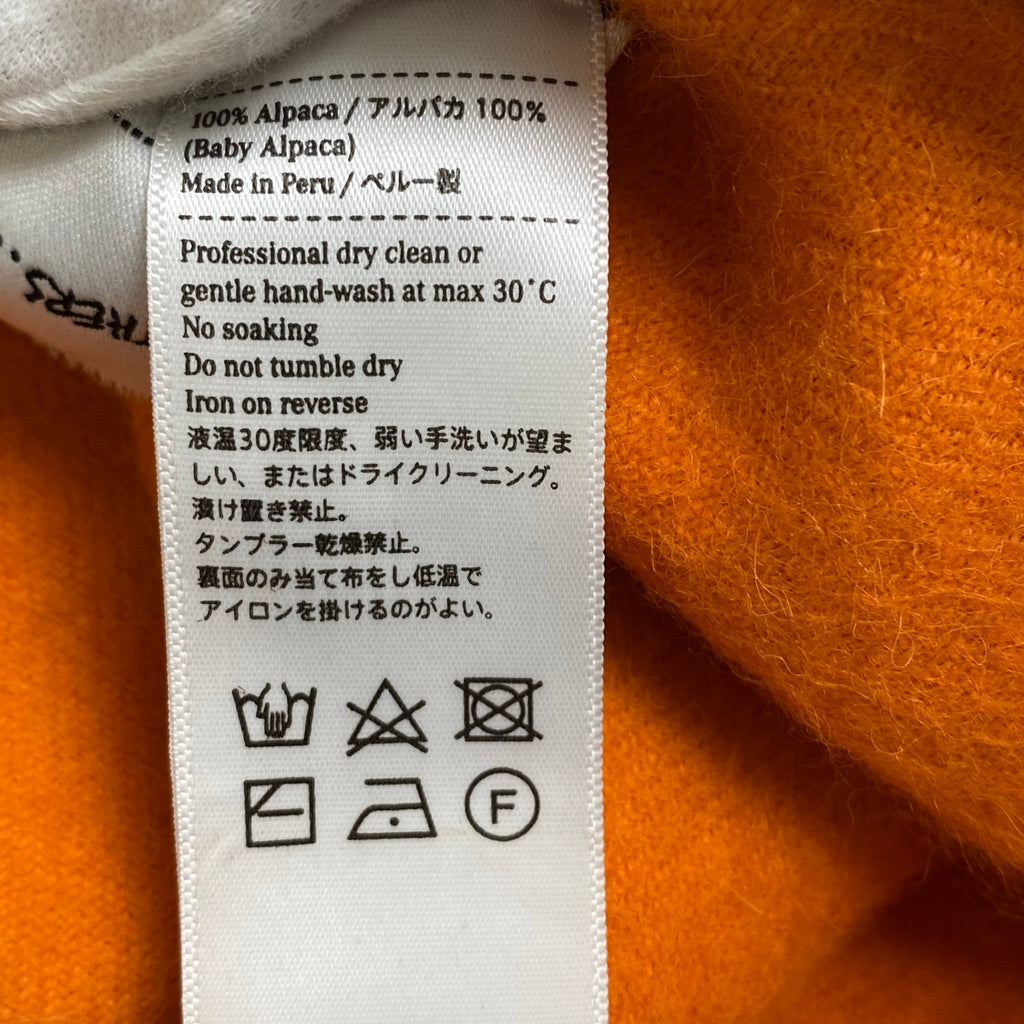 100% Alpaca / アルパカ 100%
(Baby Alpaca)
Made in Peru / ペルー製
Professional dry clean or
gentle hand-wash at max 30°C
No soaking
Do not tumble dry
Iron on reverse
液温30度限度、弱い手洗いが望ま
しい、またはドライクリーニング。
漬け置き禁止。
タンブラー乾燥禁止。
裏面のみ当て布をし低温で
アイロンを掛けるのがよい。
F